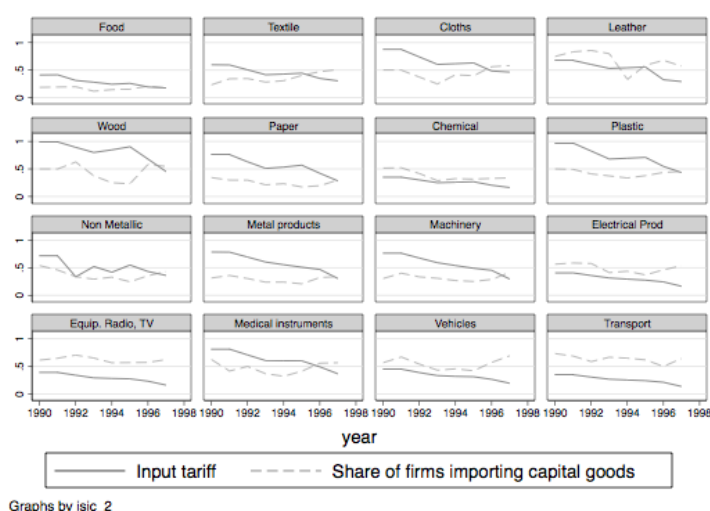 Food Textile Cloths Leather
1
.5
0
Wood Paper Chemical Plastic
1
.5
0
Non Metallic Metal products Machinery Electrical Prod
1
.5
0
Equip. Radio, TV Medical instruments Vehicles Transport
1
.5
0
1990 1992 1994 1996 1998 1990 1992 1994 1996 1998 1990 1992 1994 1996 1998 1990 1992 1994 1996 1998
year
Input tariff Share of firms importing capital goods
Graphs by isic_2